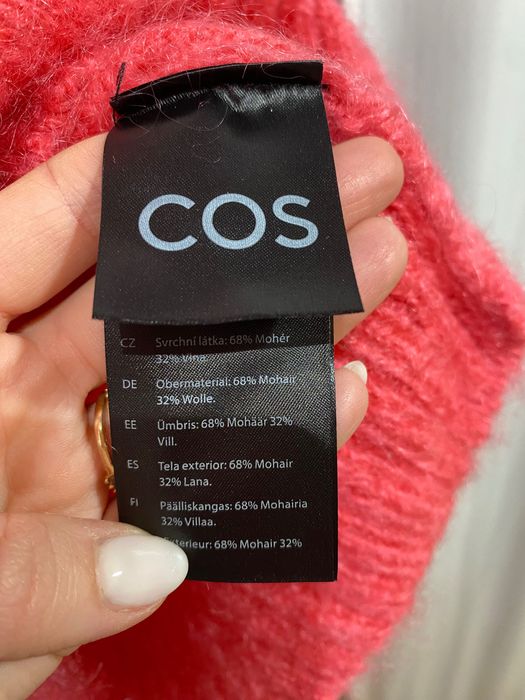 COS
CZ Svrchní látka: 68% Mohér
32% Vlna.
DE Obermaterial: 68% Mohair
32% Wolle.
EE Ümbris: 68% Mohäär 32%
Vill.
ES Tela exterior: 68% Mohair
32% Lana.
FI Päälliskangas: 68% Mohairia
32% Villaa.
exterieur: 68% Mohair 32%